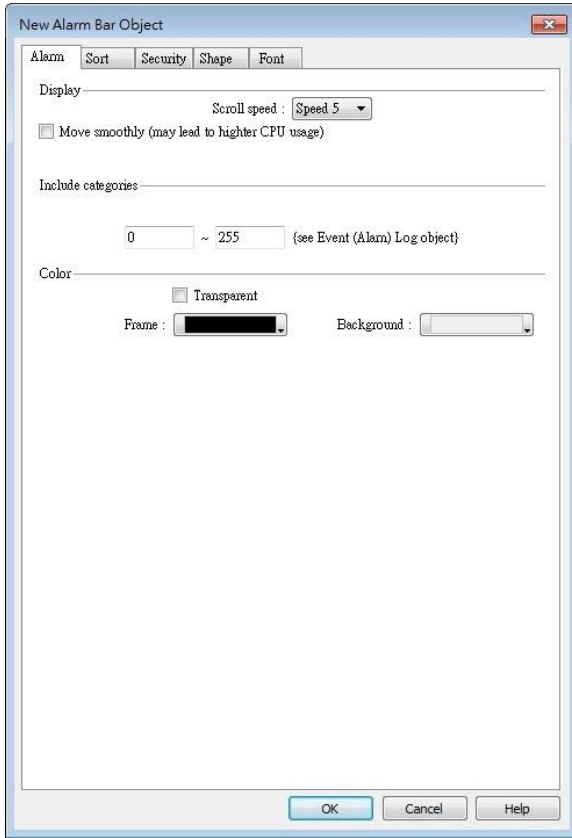 New Alarm Bar Object
Alarm Sort Security Shape Font
Display
Scroll speed : Speed 5
Move smoothly (may lead to highter CPU usage)
Include categories
0 ~ 255 {see Event (Alarm) Log object}
Color
Transparent
Frame : Background :
OK Cancel Help